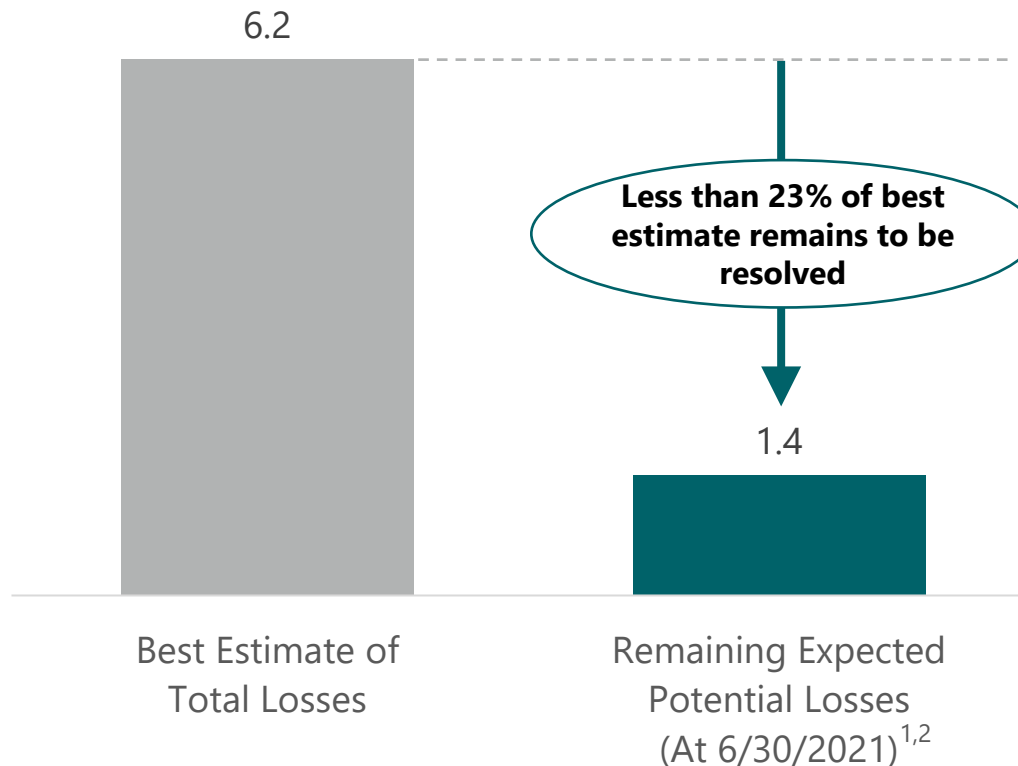 6.2
Less than 23% of best
estimate remains to be
resolved
1.4
Best Estimate of
Total Losses
Remaining Expected
Potential Losses
(At 6/30/2021)1,2